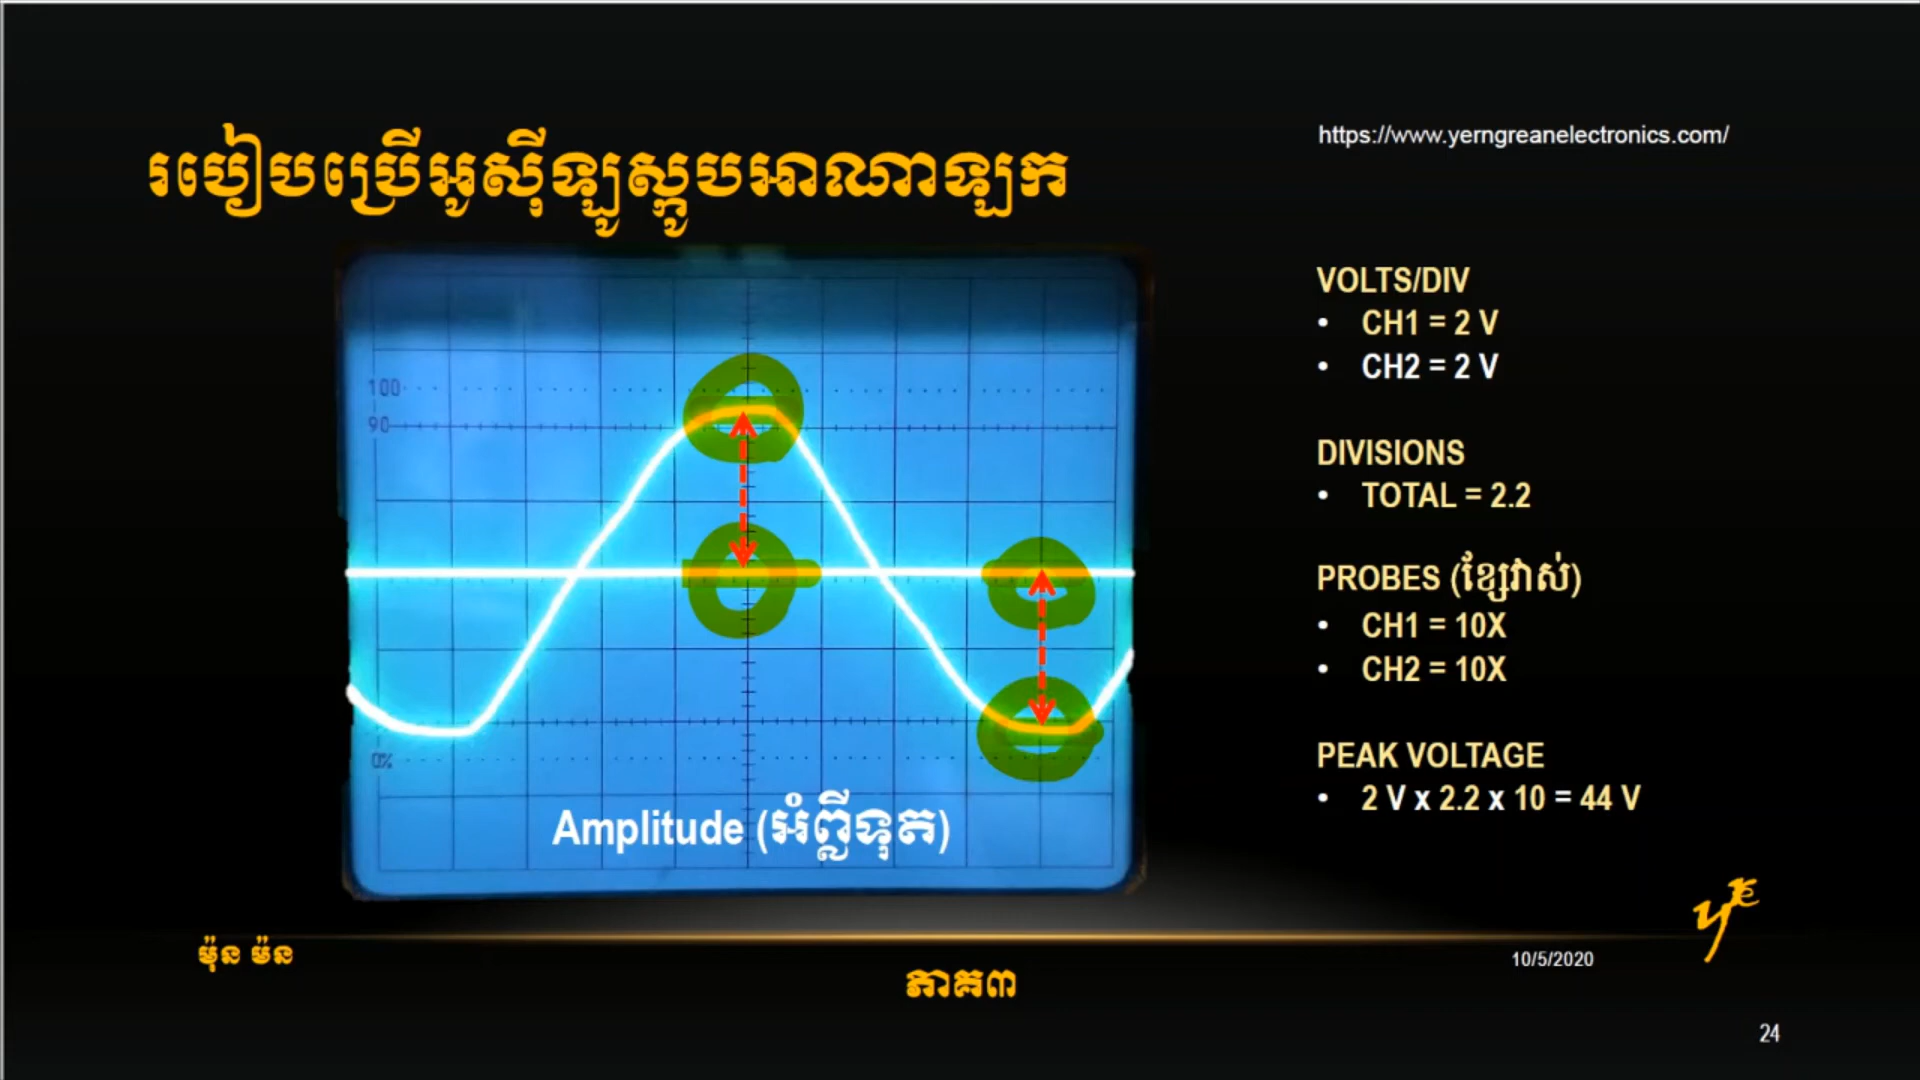 របៀបប្រើអូស៊ីឡូស្កូបអាណាឡូក
https://www.yerngreanelectronics.com/
100
90
0%
Amplitude (អំព្លីទុត)
VOLTS/DIV
• CH1 = 2 V
• CH2 = 2 V
DIVISIONS
• TOTAL = 2.2
PROBES (ខ្សែវាស់)
• CH1 = 10X
• CH2 = 10X
PEAK VOLTAGE
• 2 V x 2.2 x 10 = 44 V
ម៉ុន ម៉ន
ភាគ៣
10/5/2020
24